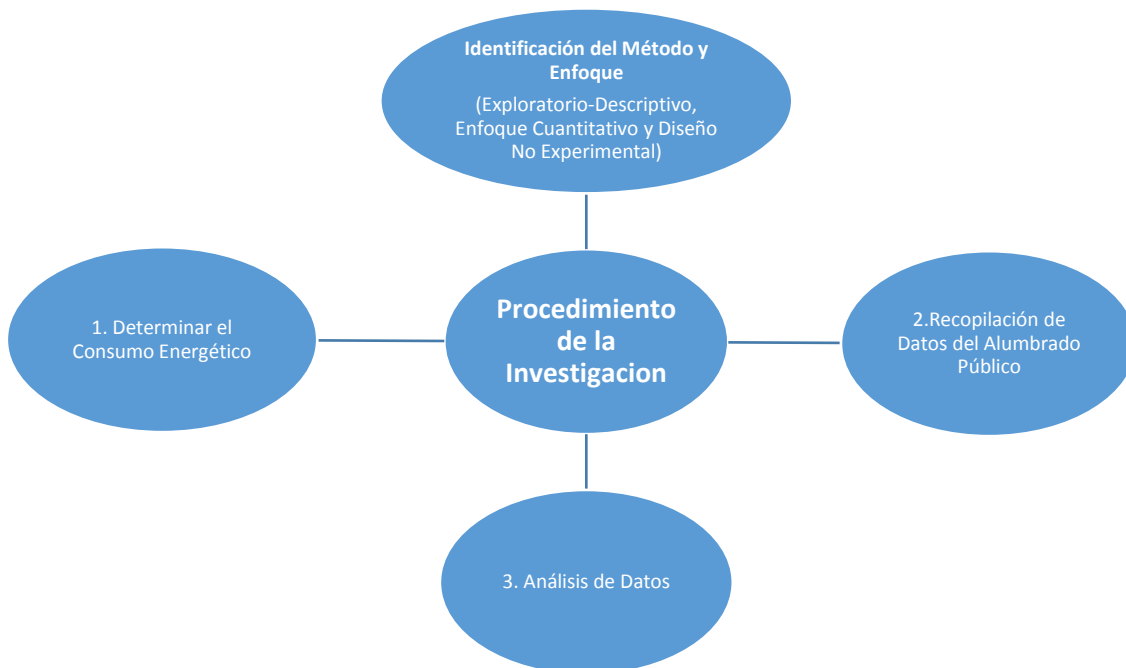 Identificación del Método y
Enfoque
(Exploratorio-Descriptivo,
Enfoque Cuantitativo y Diseño
No Experimental)
1. Determinar el
Consumo Energético
Procedimiento
de la
Investigacion
2.Recopilación de
Datos del Alumbrado
Público
3. Análisis de Datos